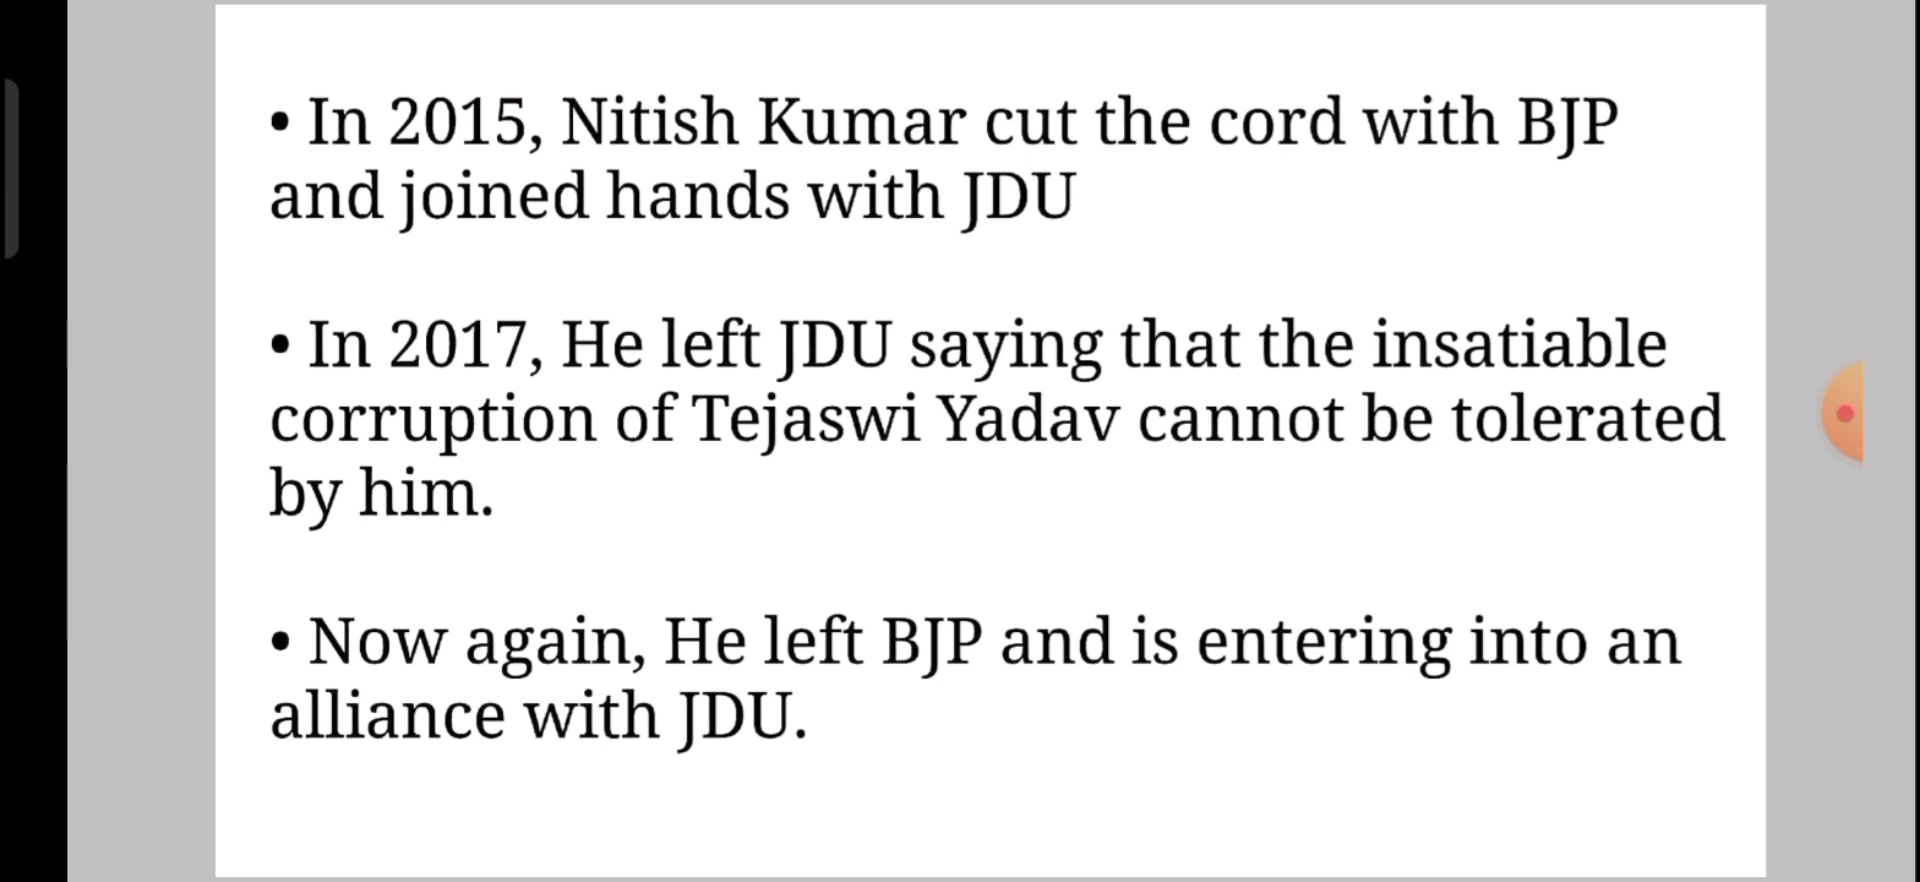 • In 2015, Nitish Kumar cut the cord with BJP
and joined hands with JDU
• In 2017, He left JDU saying that the insatiable
corruption of Tejaswi Yadav cannot be tolerated
by him.
• Now again, He left BJP and is entering into an
alliance with JDU.